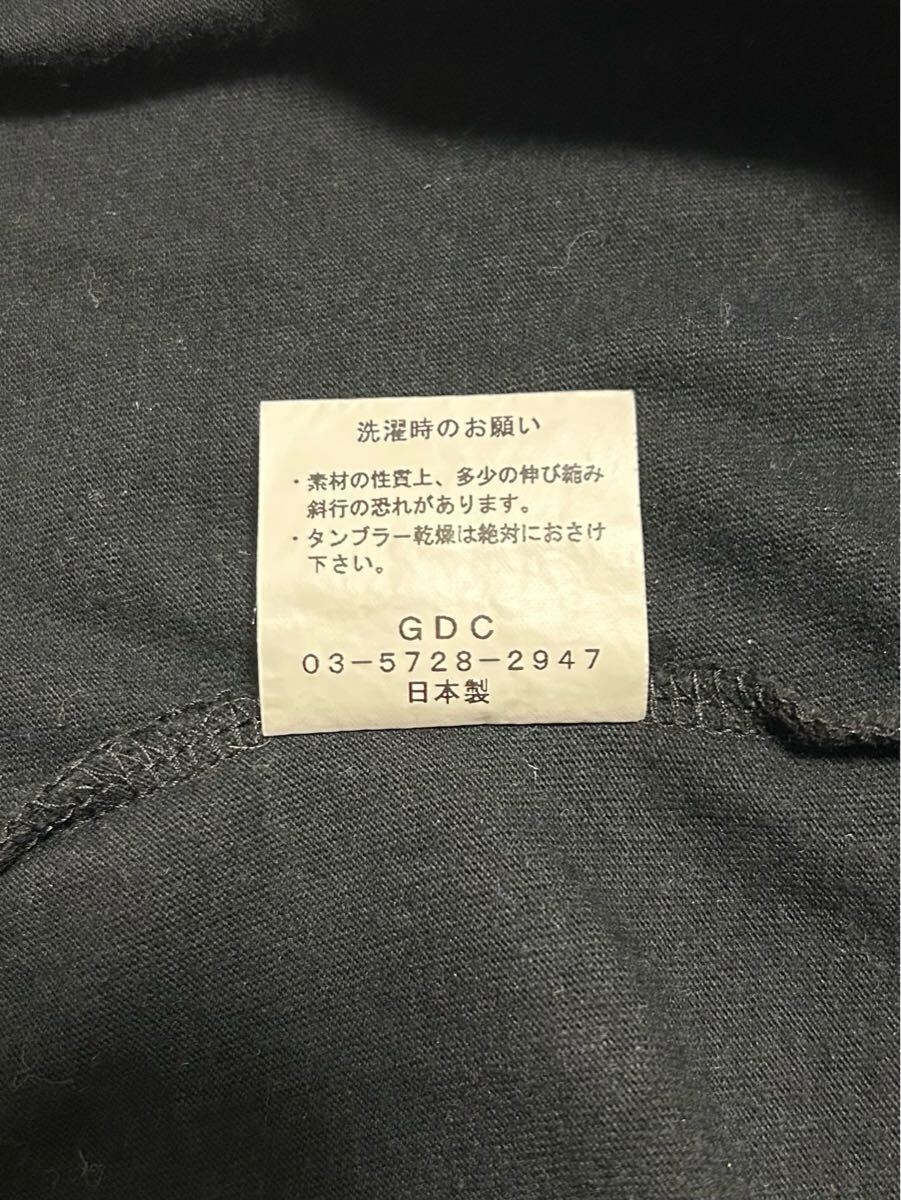 洗濯時のお願い
・素材の性質上、多少の伸び縮み
斜行の恐れがあります。
・タンブラー乾燥は絶対におさけ
下さい。
GDC
03-5728-2947
日本製